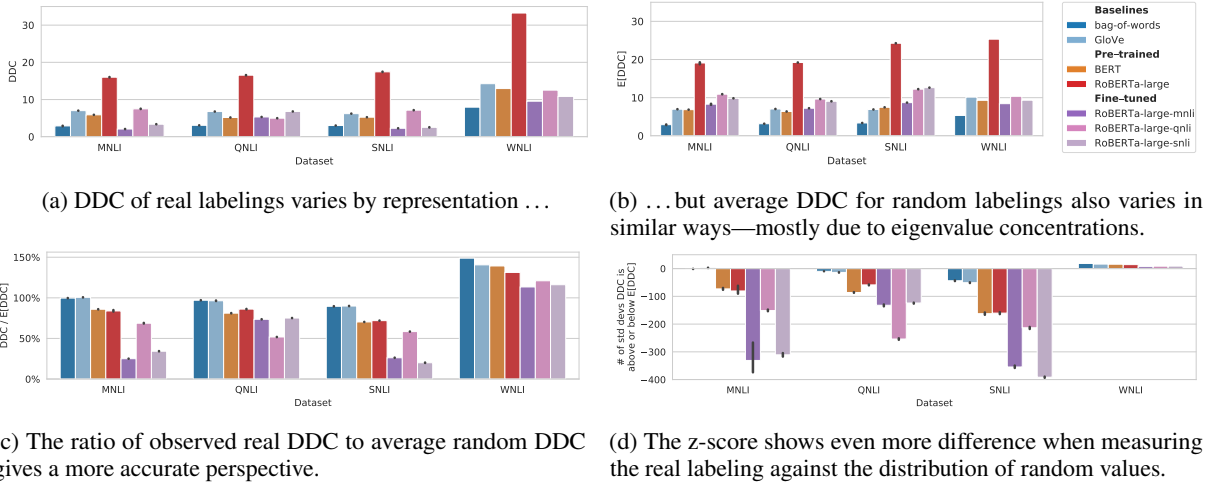 DDC
30
20
10
0
MNLI
QNLI
SNLI
WNLI
Dataset
(a) DDC of real labelings varies by representation …
E[DDC]
30
20
10
0
MNLI
QNLI
SNLI
WNLI
Dataset
Baselines
bag-of-words
GloVe
Pre–trained
BERT
RoBERTa-large
Fine–tuned
RoBERTa-large-mnli
RoBERTa-large-qnli
RoBERTa-large-snli
(b) …but average DDC for random labelings also varies in
similar ways—mostly due to eigenvalue concentrations.
DDC / E[DDC]
150%
100%
50%
0%
MNLI
QNLI
SNLI
WNLI
Dataset
c) The ratio of observed real DDC to average random DDC
gives a more accurate perspective.
# of std devs DDC is
above or below E[DDC]
0
−100
−200
−300
−400
MNLI
QNLI
SNLI
WNLI
Dataset
(d) The z-score shows even more difference when measuring
the real labeling against the distribution of random values.